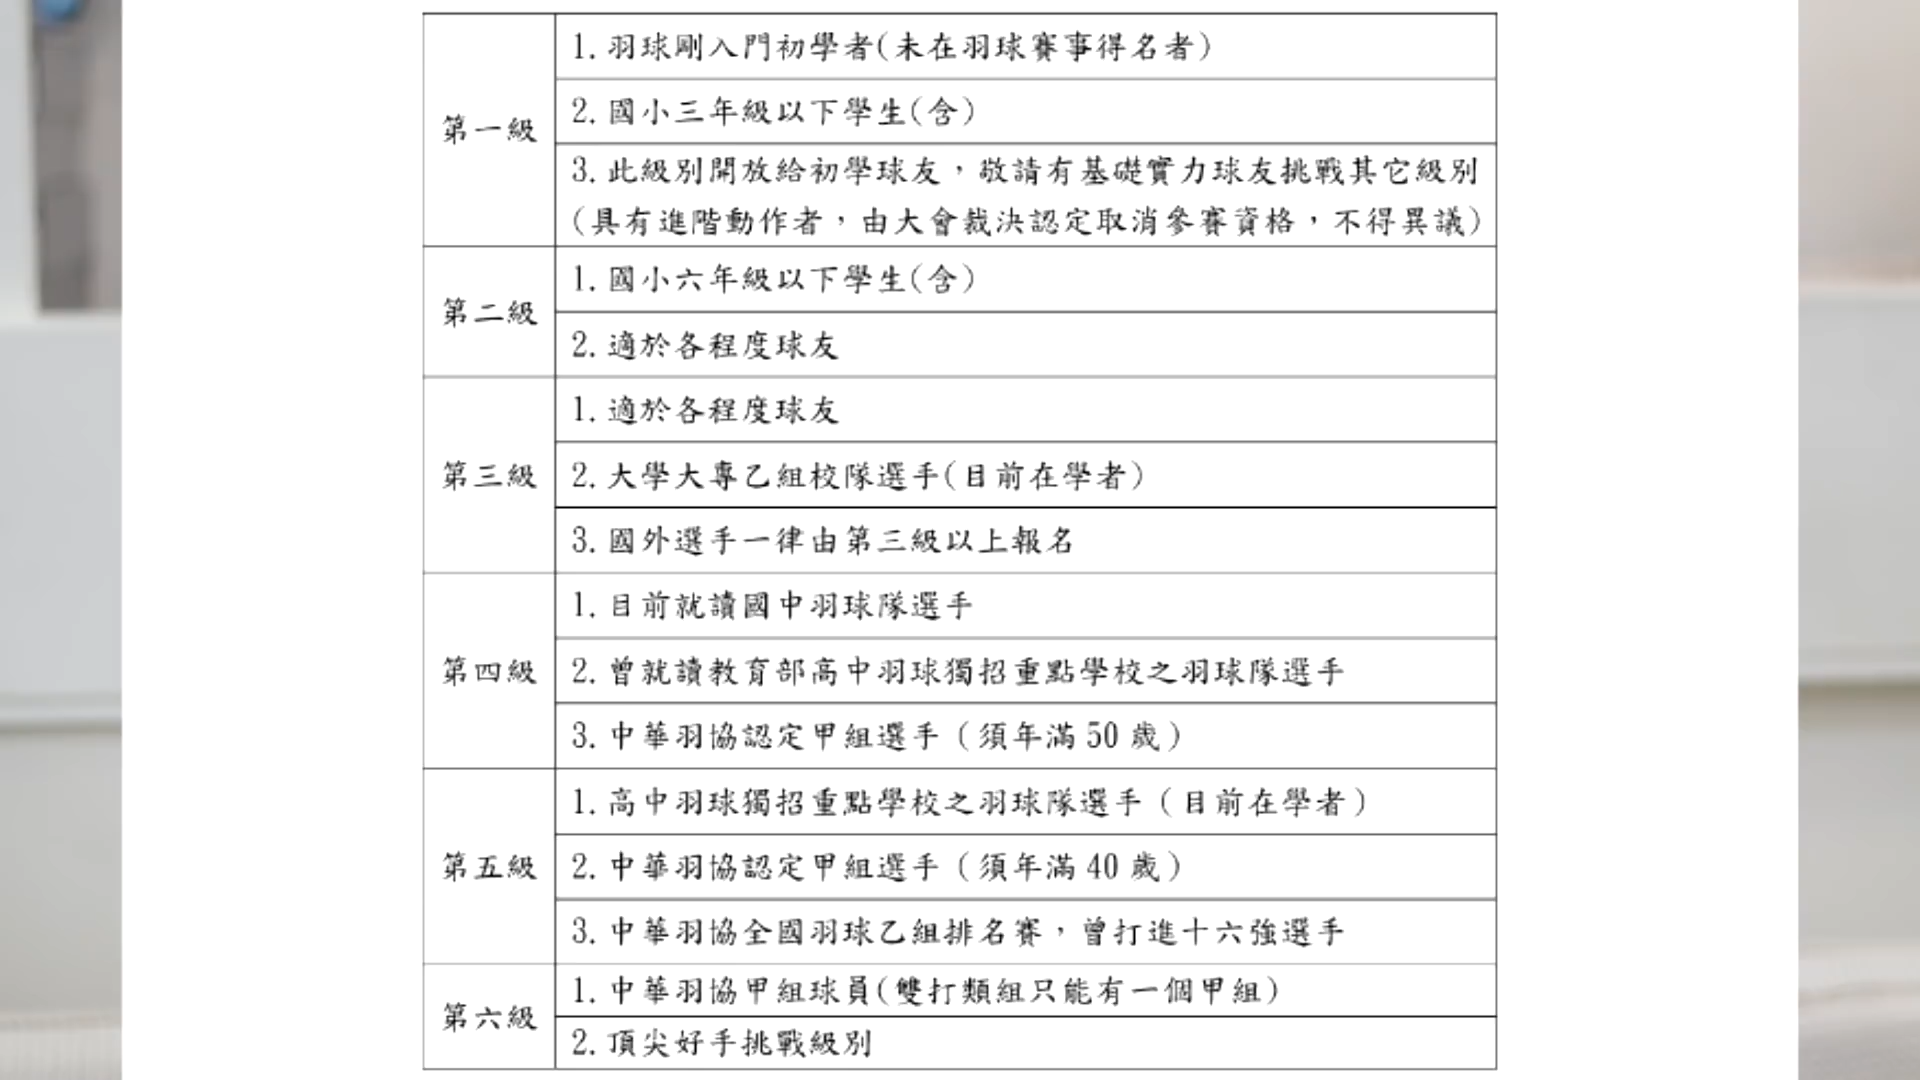 第一級
1.羽球剛入門初學者(未在羽球賽事得名者)
2.國小三年級以下學生(含)
3.此級別開放給初學球友，敬請有基礎實力球友挑戰其它級別
(具有進階動作者，由大會裁決認定取消參賽資格，不得異議)
第二級
1.國小六年級以下學生(含)
2.適於各程度球友
第三級
1.適於各程度球友
2.大學大專乙組校隊選手(目前在學者)
3.國外選手一律由第三級以上報名
第四級
1.目前就讀國中羽球隊選手
2.曾就讀教育部高中羽球獨招重點學校之羽球隊選手
3.中華羽協認定甲組選手（須年滿 50 歲）
第五級
1.高中羽球獨招重點學校之羽球隊選手（目前在學者）
2.中華羽協認定甲組選手（須年滿 40 歲）
3.中華羽協全國羽球乙組排名賽，曾打進十六強選手
第六級
1.中華羽協甲組球員(雙打類組只能有一個甲組)
2.頂尖好手挑戰級別